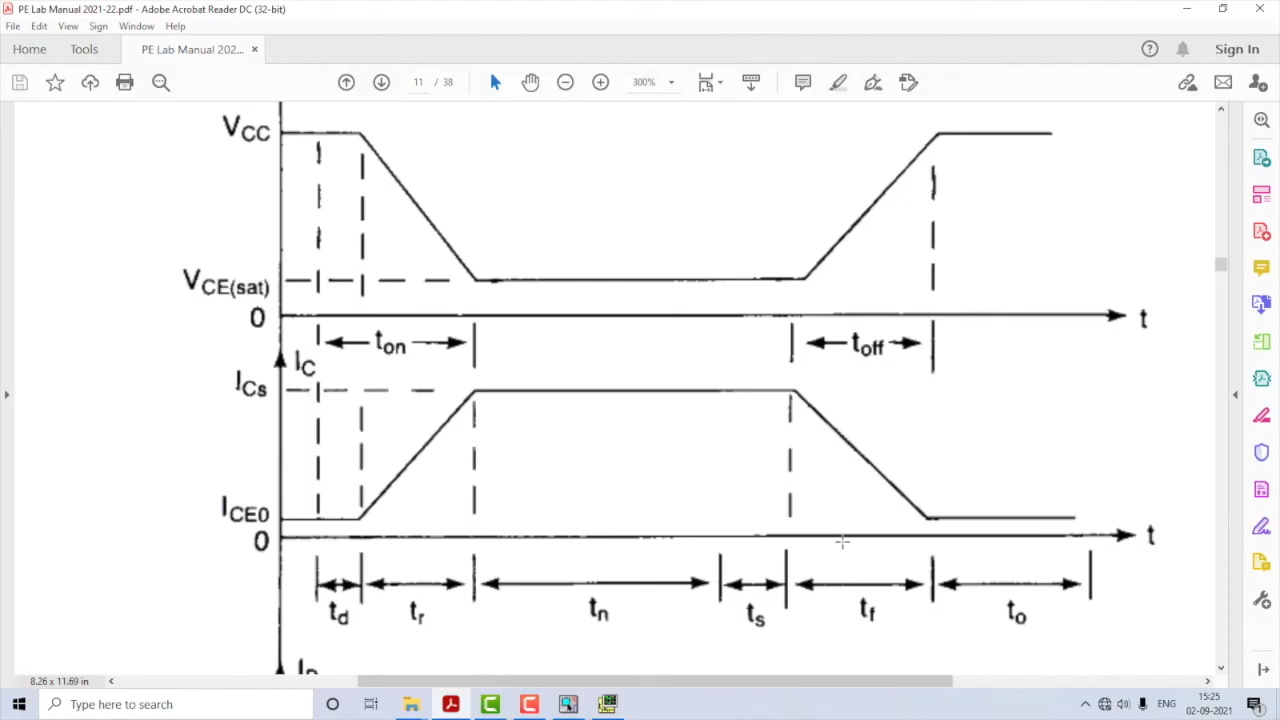 PE Lab Manual 2021-22.pdf - Adobe Acrobat Reader DC (32-bit)
File Edit View Sign Window Help
Home Tools PE Lab Manual 202... × Sign In
11 / 38 300%
VCC
VCE(sat)
0 t
ton toff
IC
ICs
ICE0
0 t
td tr tn ts tf to
8.26 x 11.69 in
Type here to search
ENG
15:25
02-09-2021